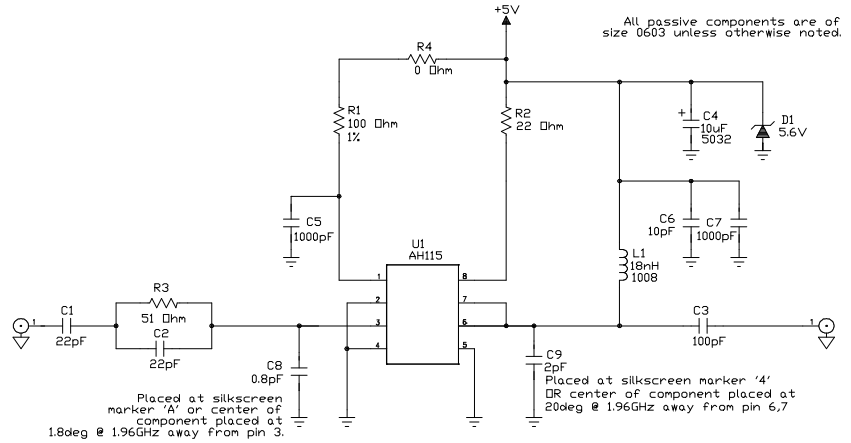 +5V
All passive components are of
size 0603 unless otherwise noted.
R4
0 Ohm
R1
100 Ohm
1%
R2
22 Ohm
+
C4
10uF
5032
D1
5.6V
C5
1000pF
C6
10pF
C7
1000pF
U1
AH115
L1
18nH
1008
1
2
3
4
8
7
6
5
R3
51 Ohm
C1
22pF
1
C2
22pF
C3
100pF
1
C8
0.8pF
C9
2pF
Placed at silkscreen
marker 'A' or center of
component placed at
1.8deg @ 1.96GHz away from pin 3.
Placed at silkscreen marker '4'
OR center of component placed at
20deg @ 1.96GHz away from pin 6,7